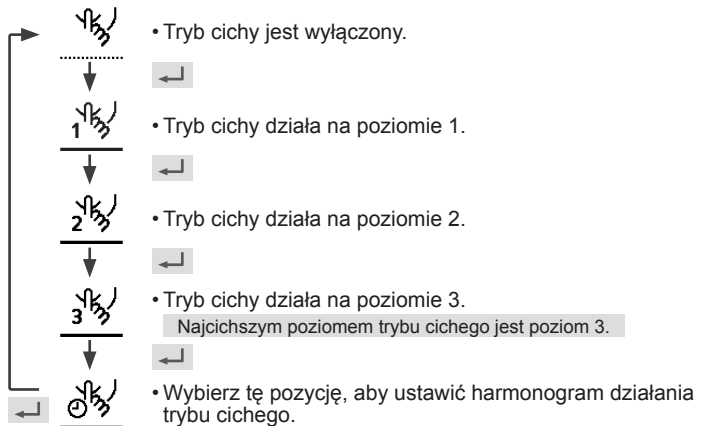 • Tryb cichy jest wyłączony.
1
• Tryb cichy działa na poziomie 1.
2
• Tryb cichy działa na poziomie 2.
3
• Tryb cichy działa na poziomie 3.
Najcichszym poziomem trybu cichego jest poziom 3.
• Wybierz tę pozycję, aby ustawić harmonogram działania
trybu cichego.